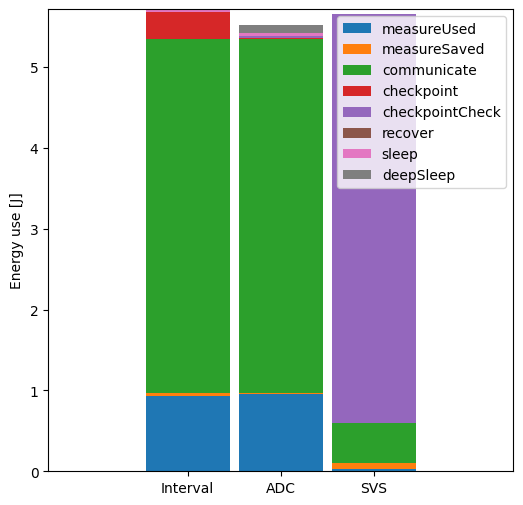 measureUsed
measureSaved
communicate
checkpoint
checkpointCheck
recover
sleep
deepSleep
Energy use [J]
5
4
3
2
1
0
Interval
ADC
SVS